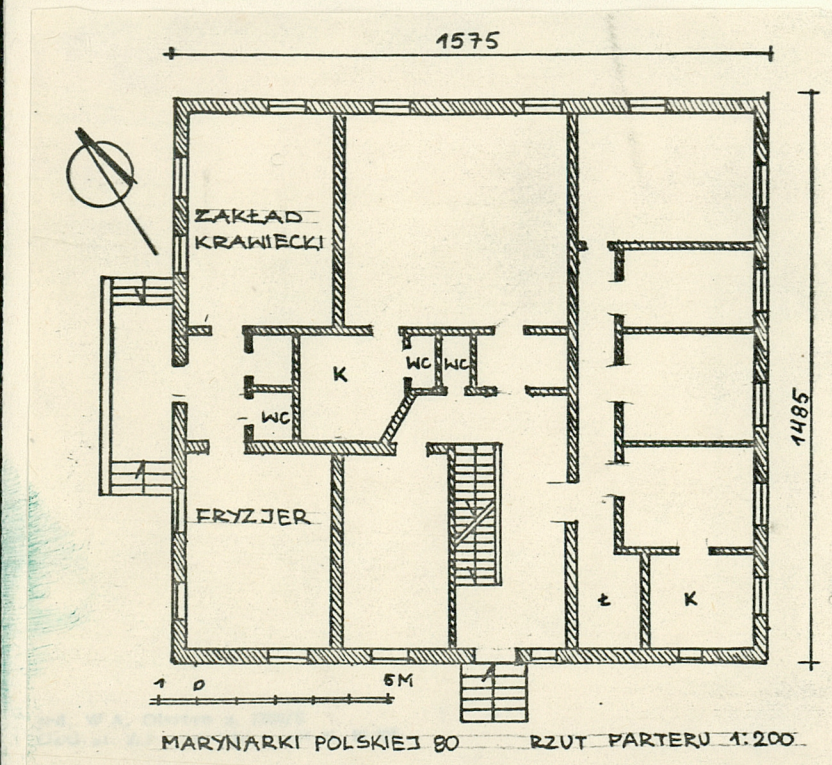 1575
ZAKŁAD
KRAWIECKI
1485
K
WC
WC
WC
FRYZJER
Ł
K
1 0 5M
MARYNARKI POLSKIEJ 80 RZUT PARTERU 1:200